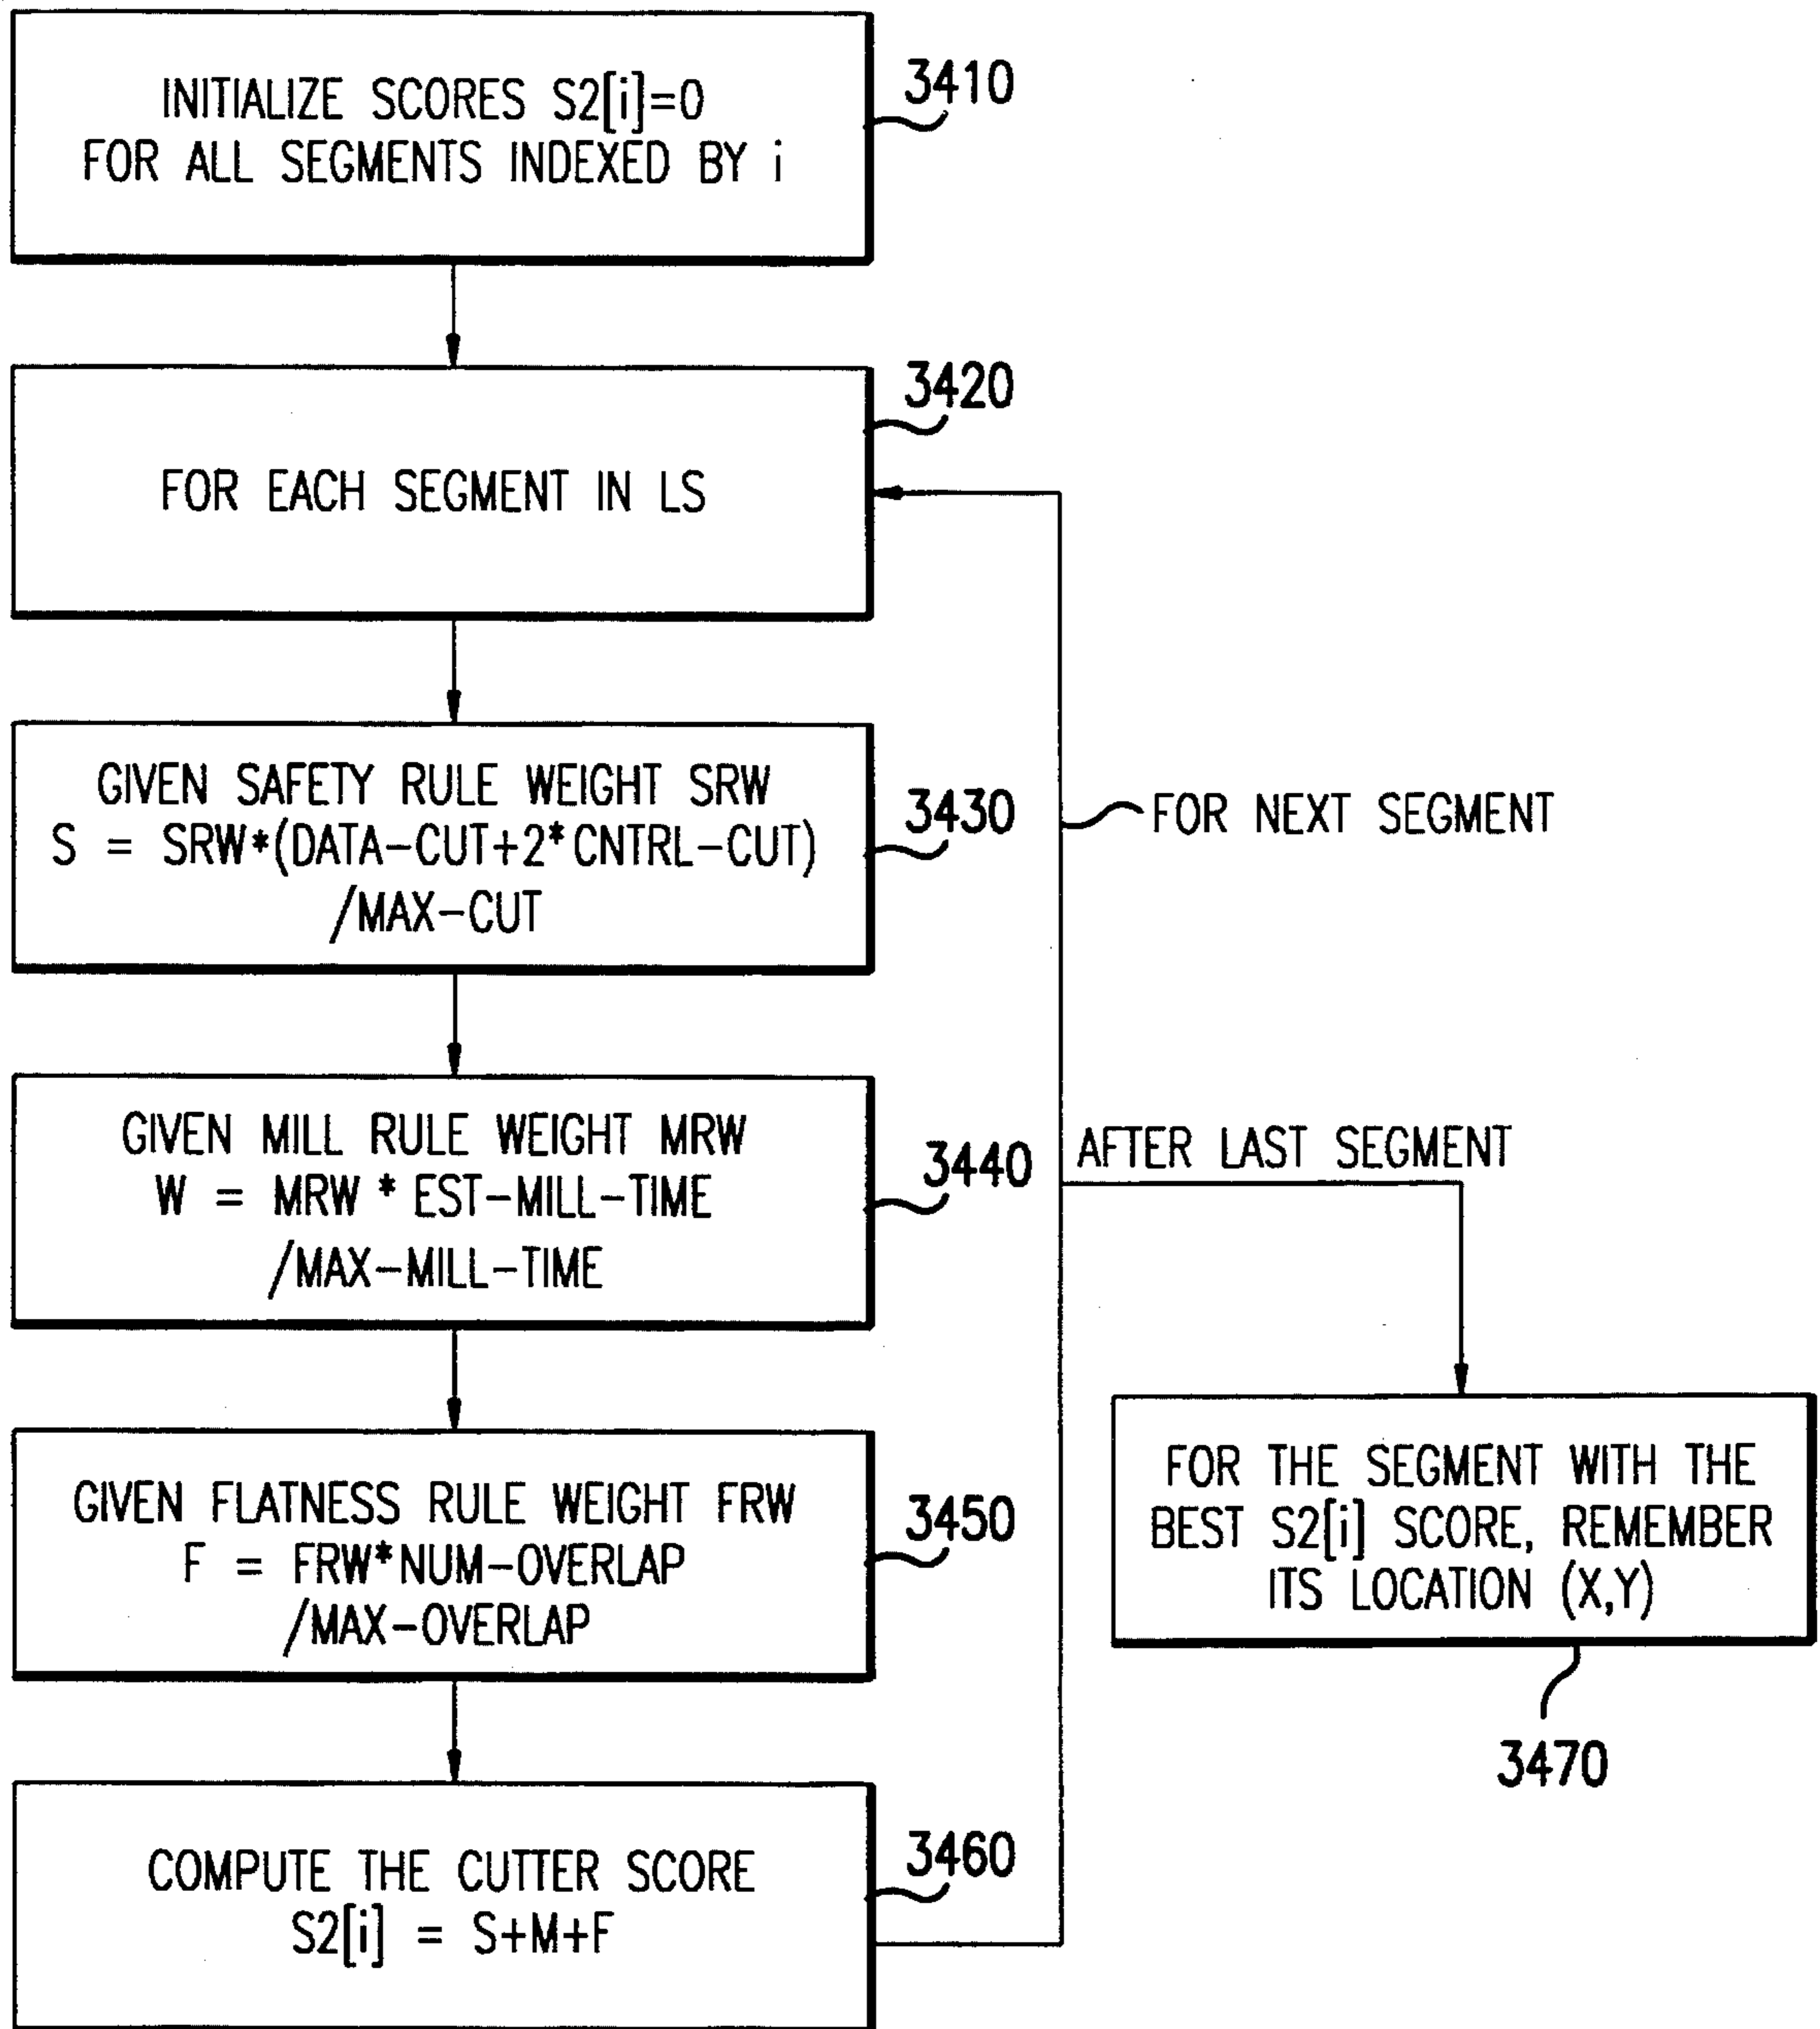 INITIALIZE SCORES S2[i]=0
FOR ALL SEGMENTS INDEXED BY i
3410
FOR EACH SEGMENT IN LS
3420
GIVEN SAFETY RULE WEIGHT SRW
S = SRW*(DATA-CUT+2*CNTRL-CUT)
/MAX-CUT
3430
FOR NEXT SEGMENT
GIVEN MILL RULE WEIGHT MRW
W = MRW * EST-MILL-TIME
/MAX-MILL-TIME
3440
AFTER LAST SEGMENT
GIVEN FLATNESS RULE WEIGHT FRW
F = FRW*NUM-OVERLAP
/MAX-OVERLAP
3450
FOR THE SEGMENT WITH THE
BEST S2[i] SCORE, REMEMBER
ITS LOCATION (X,Y)
3470
COMPUTE THE CUTTER SCORE
S2[i] = S+M+F
3460